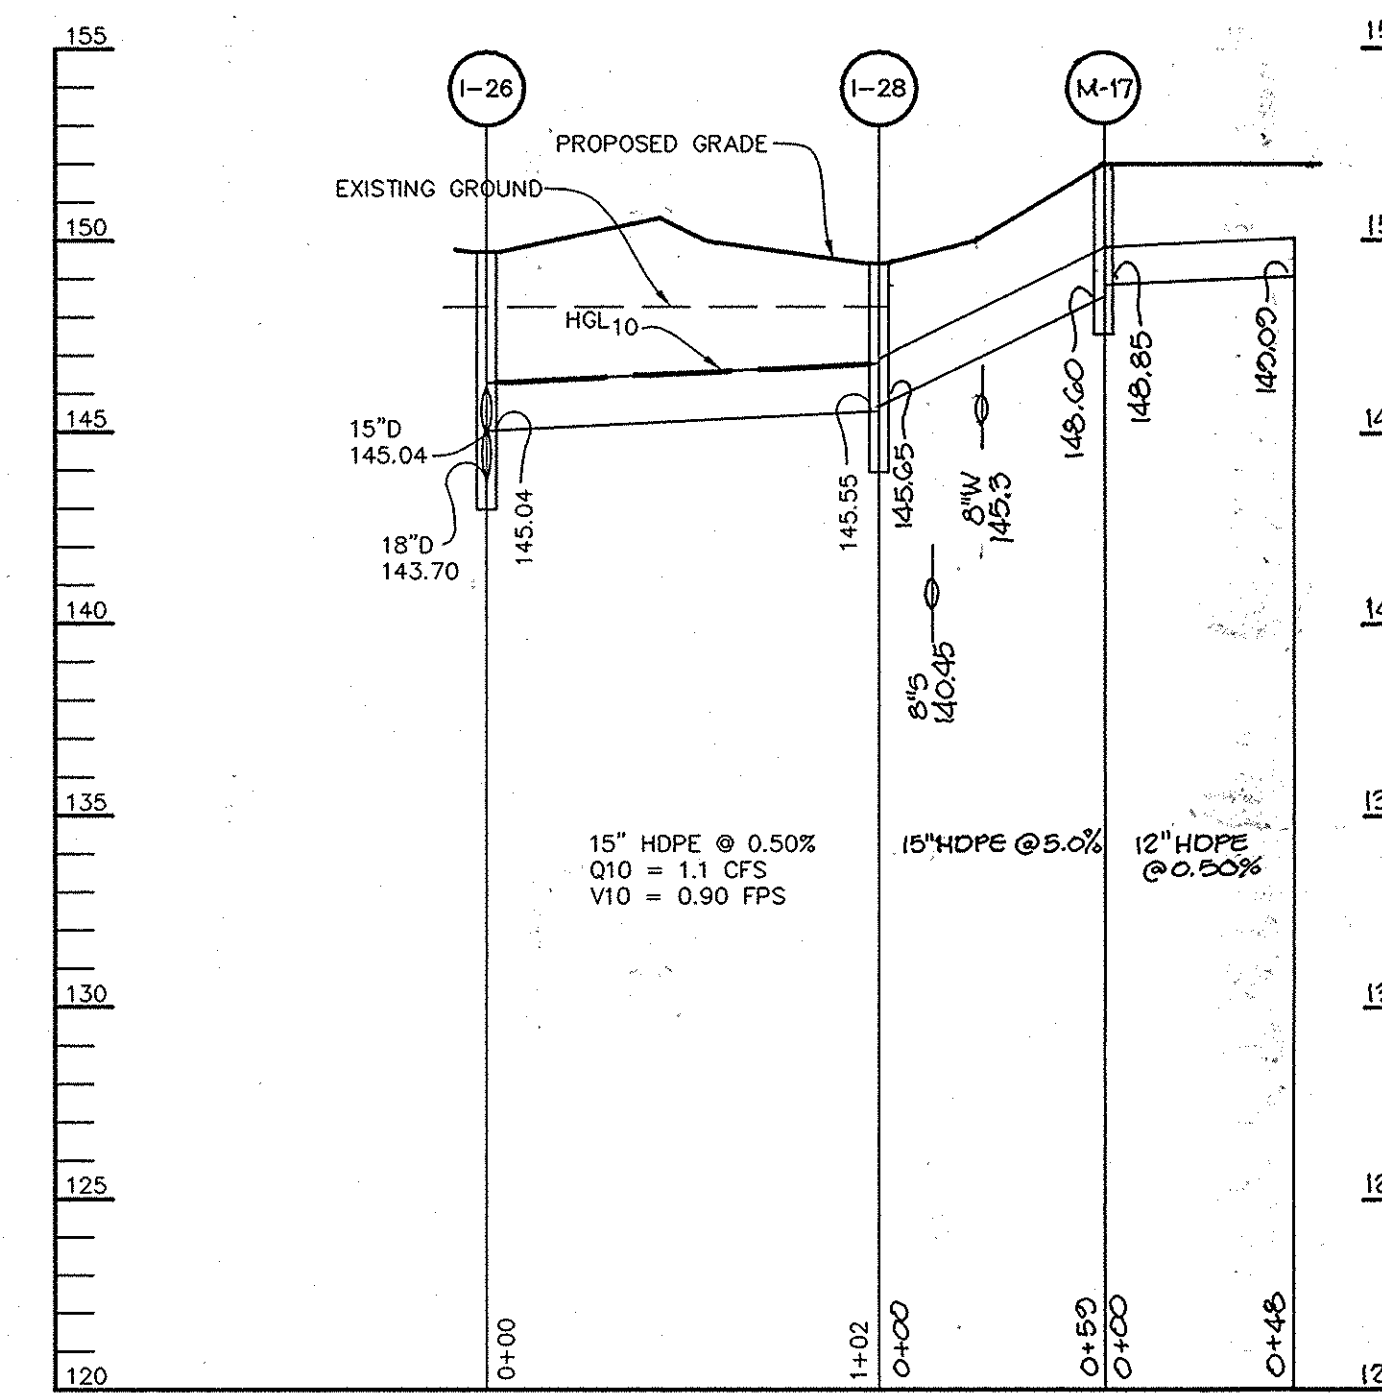 155
I-26
I-28
M-17
PROPOSED GRADE
EXISTING GROUND
150
HGL10
145
15"D
145.04
18"D
143.70
145.04
145.55
145.65
8"W
145.3
148.60
148.85
149.09
140
8"S
140.45
135
15" HDPE @ 0.50%
Q10 = 1.1 CFS
V10 = 0.90 FPS
15"HDPE @5.0%
12"HDPE
@0.50%
130
125
120
0+00
1+02
0+00
0+59
0+00
0+48